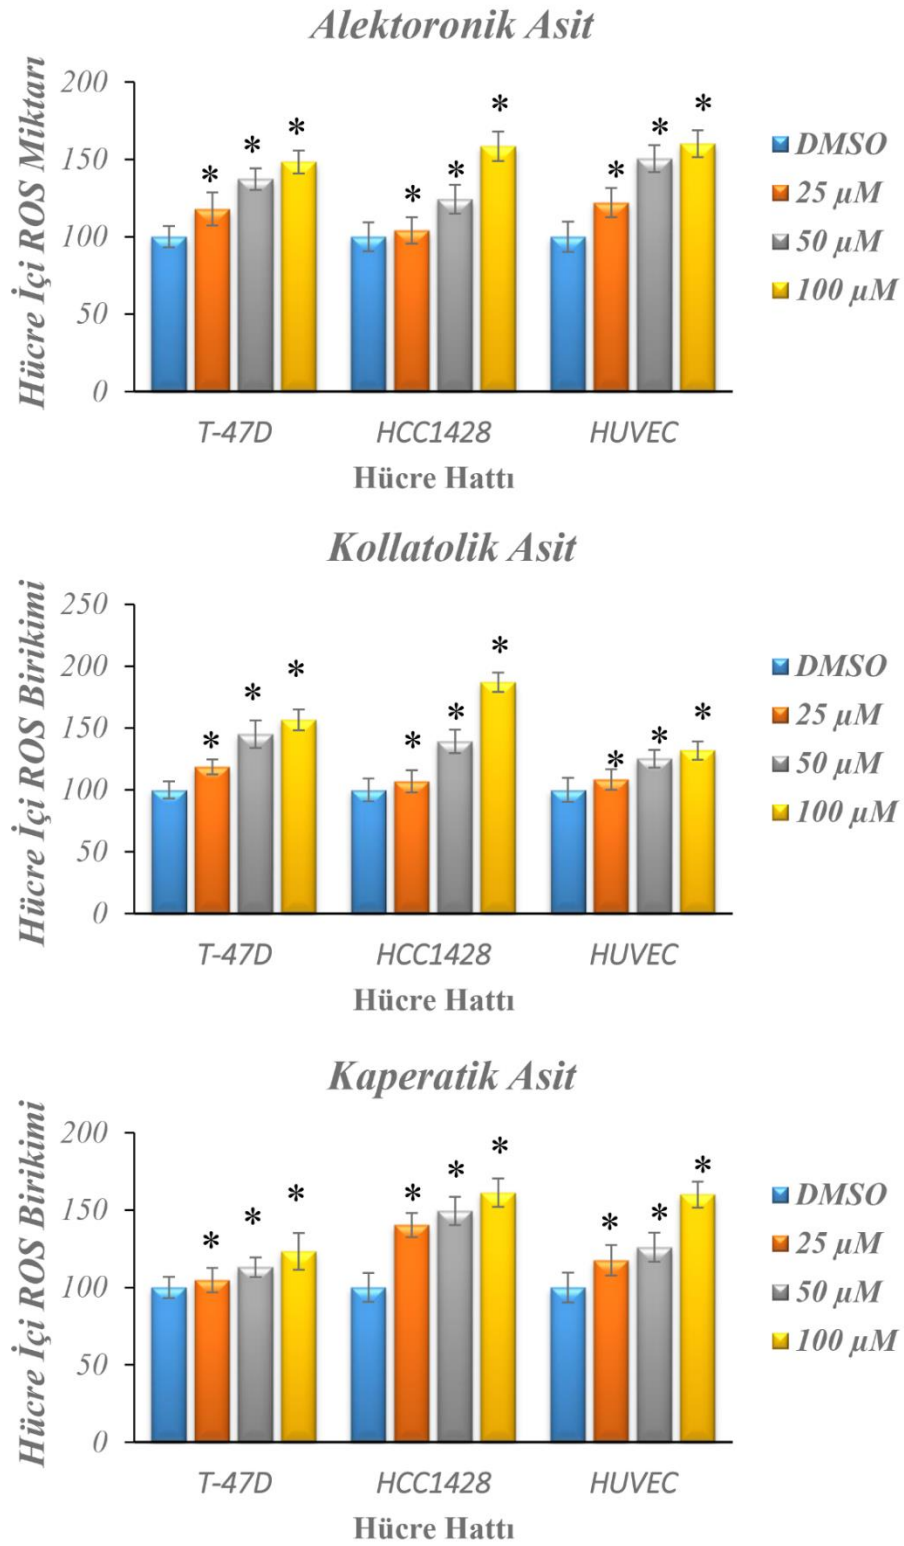 Alektoronik Asit
Hücre İçi ROS Miktarı
200
150
100
50
0
* * * * * * * * *
T-47D HCC1428 HUVEC
Hücre Hattı
DMSO
25 µM
50 µM
100 µM
Kollatolik Asit
Hücre İçi ROS Birikimi
250
200
150
100
50
0
* * * * * * * * *
T-47D HCC1428 HUVEC
Hücre Hattı
DMSO
25 µM
50 µM
100 µM
Kaperatik Asit
Hücre İçi ROS Birikimi
200
150
100
50
0
* * * * * * * * *
T-47D HCC1428 HUVEC
Hücre Hattı
DMSO
25 µM
50 µM
100 µM